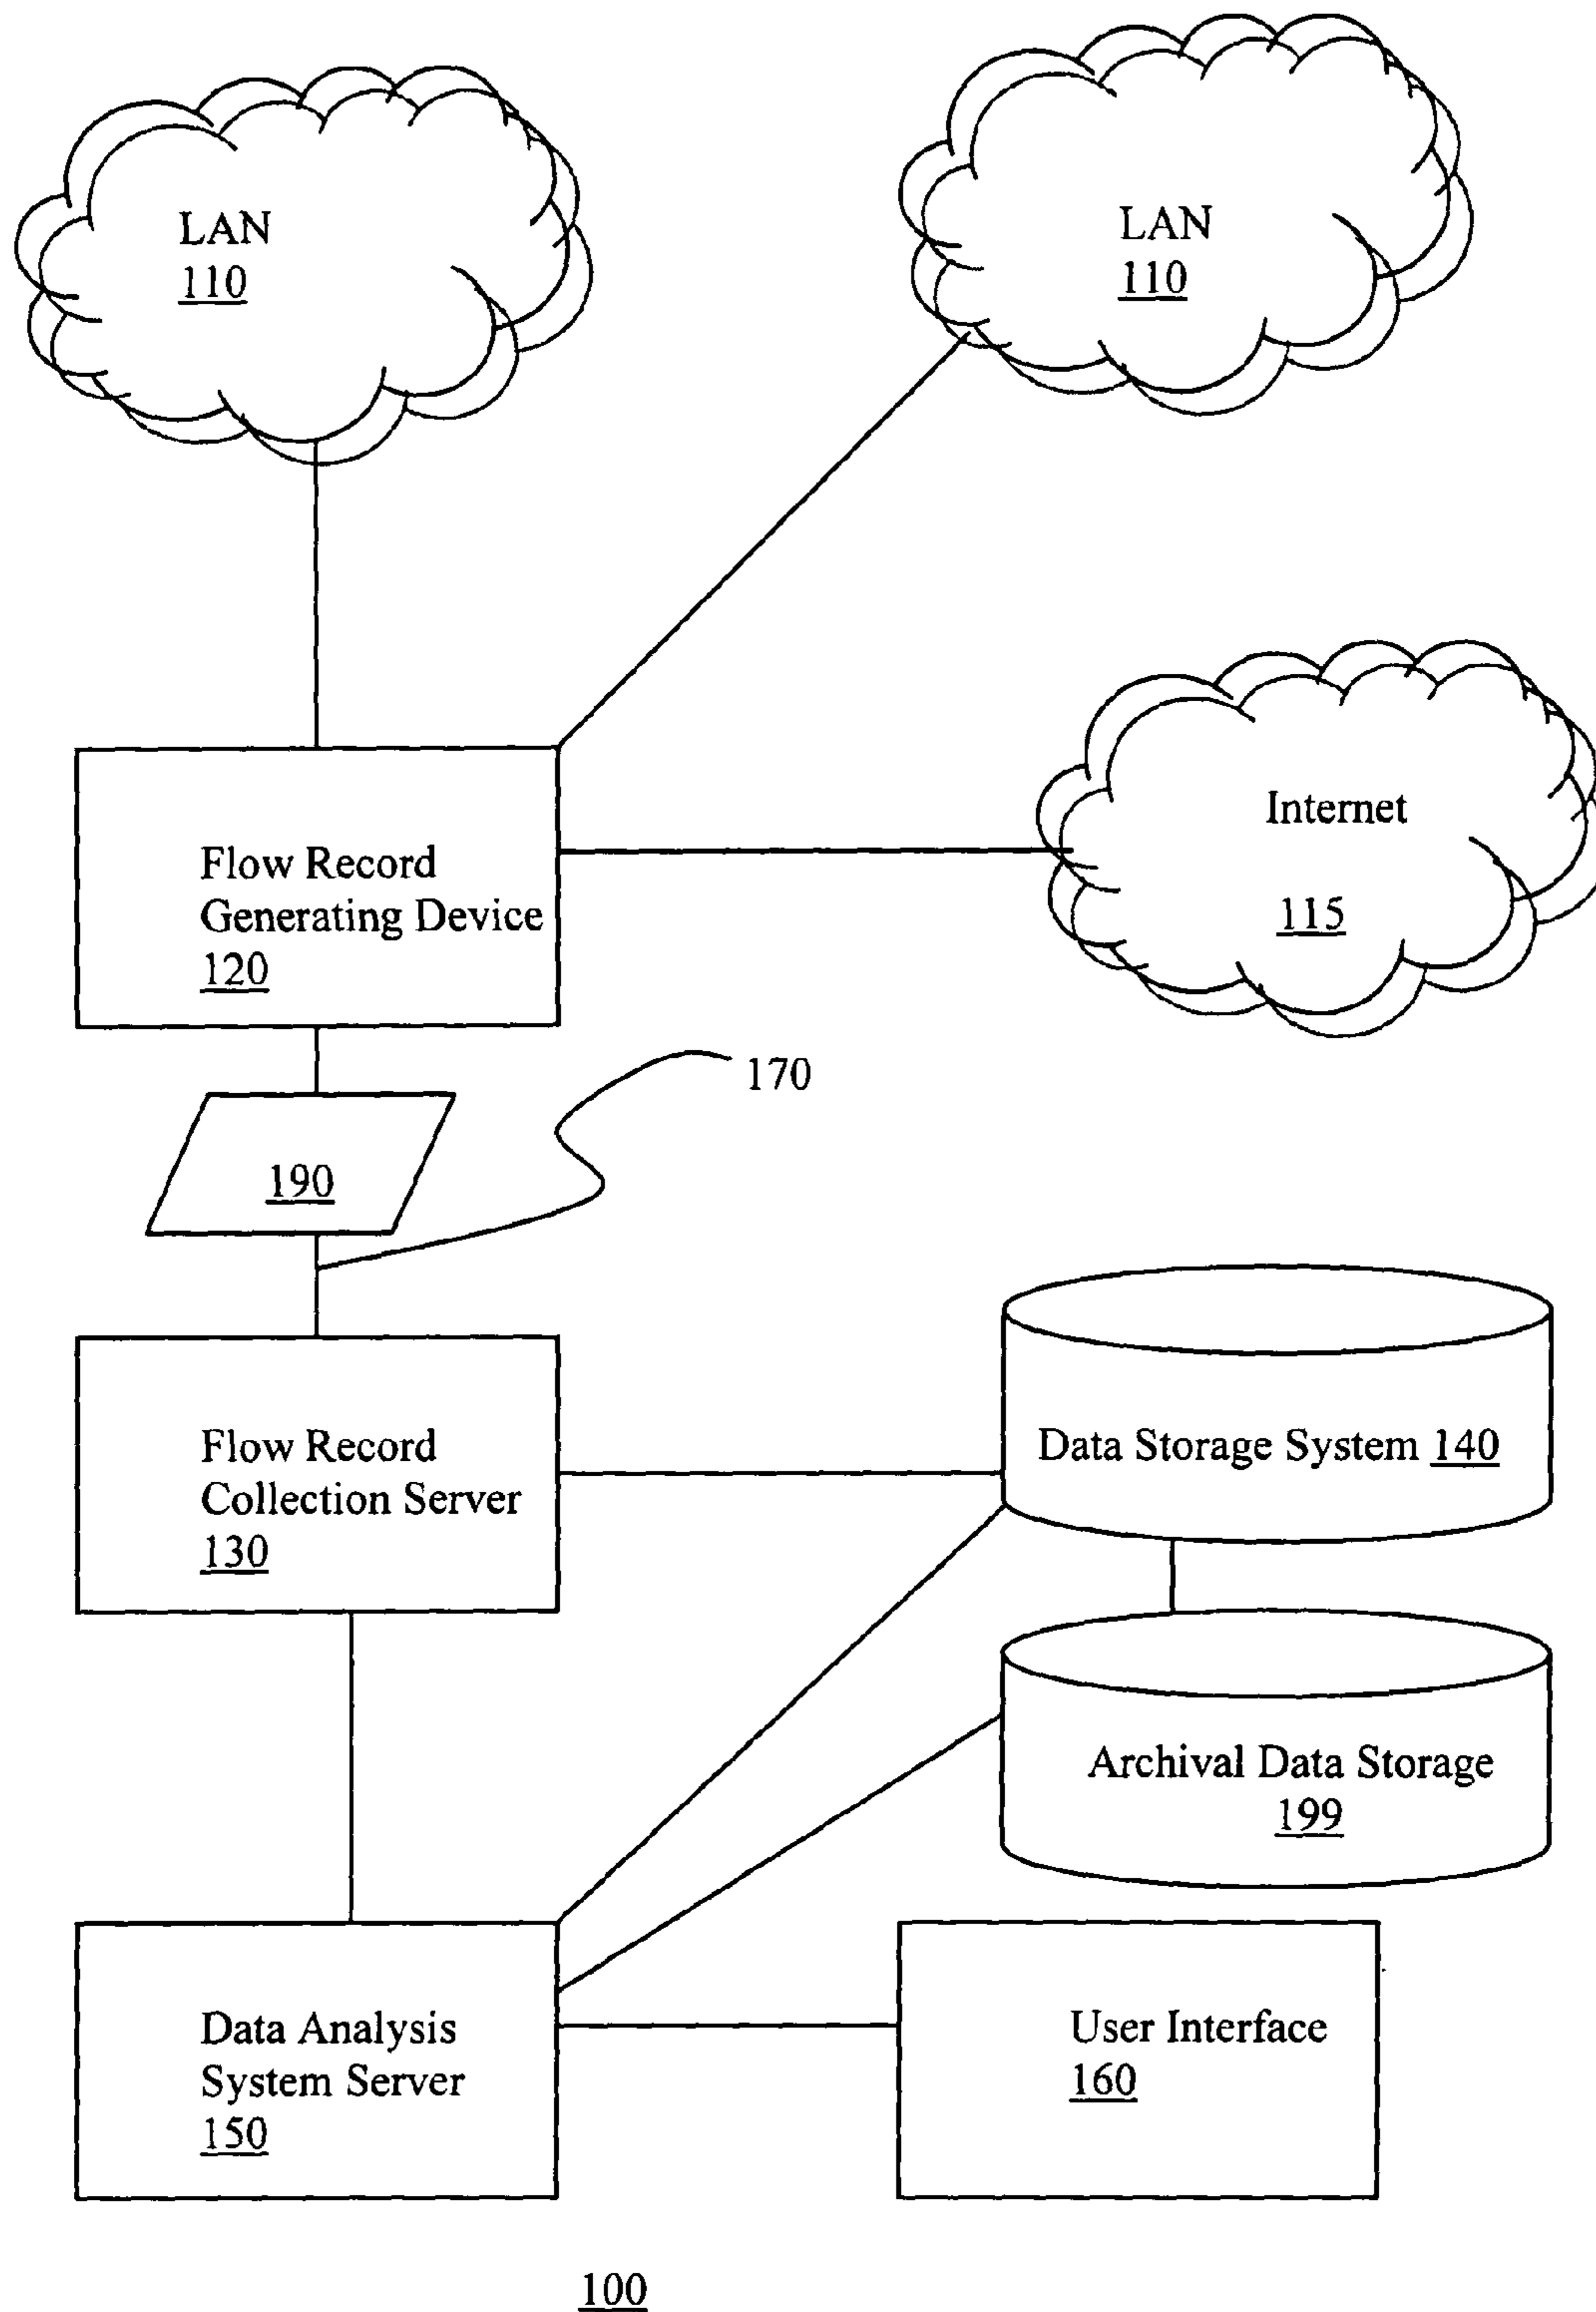 LAN
110
LAN
110
Internet
115
Flow Record
Generating Device
120
170
190
Flow Record
Collection Server
130
Data Storage System 140
Archival Data Storage
199
Data Analysis
System Server
150
User Interface
160
100